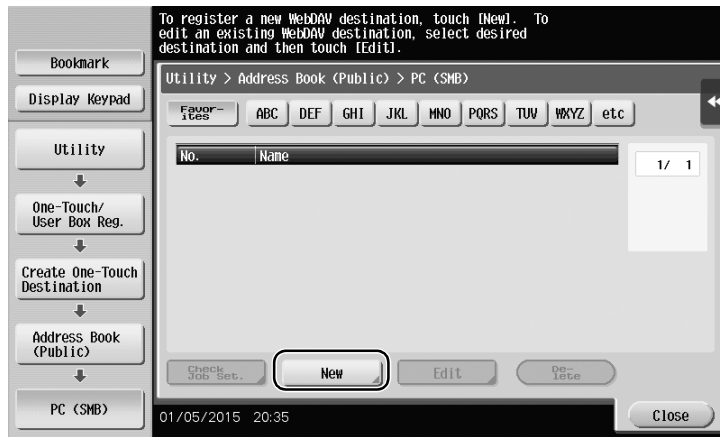 To register a new WebDAV destination, touch [New]. To
edit an existing WebDAV destination, select desired
destination and then touch [Edit].
Bookmark
Display Keypad
Utility
One-Touch/
User Box Reg.
Create One-Touch
Destination
Address Book
(Public)
PC (SMB)
Utility > Address Book (Public) > PC (SMB)
Favor-
ites
ABC DEF GHI JKL MNO PQRS TUV WXYZ etc
No. Name
1/ 1
Check
Job Set.
New
Edit
De-
lete
01/05/2015 20:35
Close